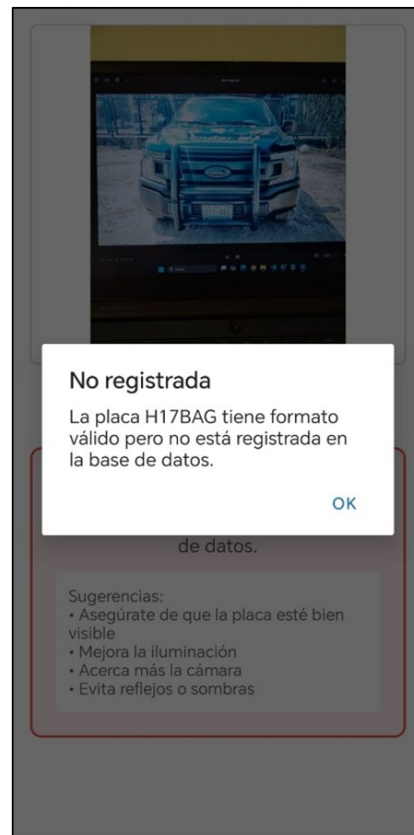 No registrada
La placa H17BAG tiene formato
válido pero no está registrada en
la base de datos.
OK
de datos.
Sugerencias:
• Asegúrate de que la placa esté bien
visible
• Mejora la iluminación
• Acerca más la cámara
• Evita reflejos o sombras